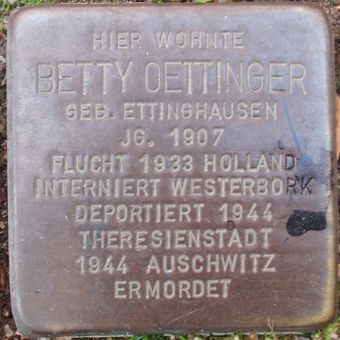 HIER WOHNTE
BETTY OETTINGER
GEB. ETTINGHAUSEN
JG. 1907
FLUCHT 1933 HOLLAND
INTERNIERT WESTERBORK
DEPORTIERT 1944
THERESIENSTADT
1944 AUSCHWITZ
ERMORDET